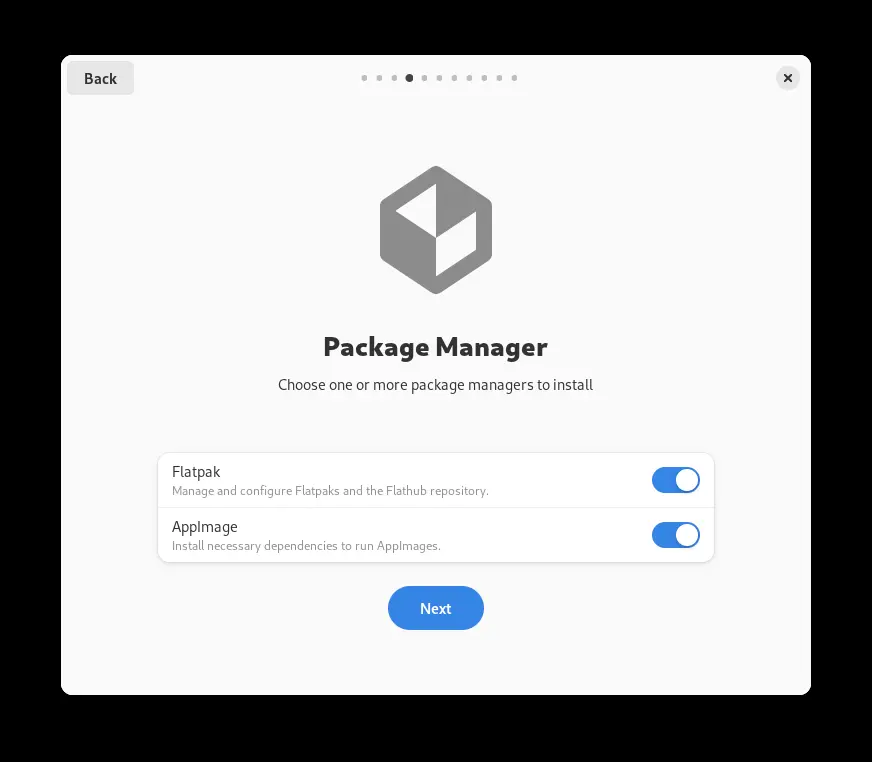 Back
Package Manager
Choose one or more package managers to install
Flatpak
Manage and configure Flatpaks and the Flathub repository.
AppImage
Install necessary dependencies to run AppImages.
Next